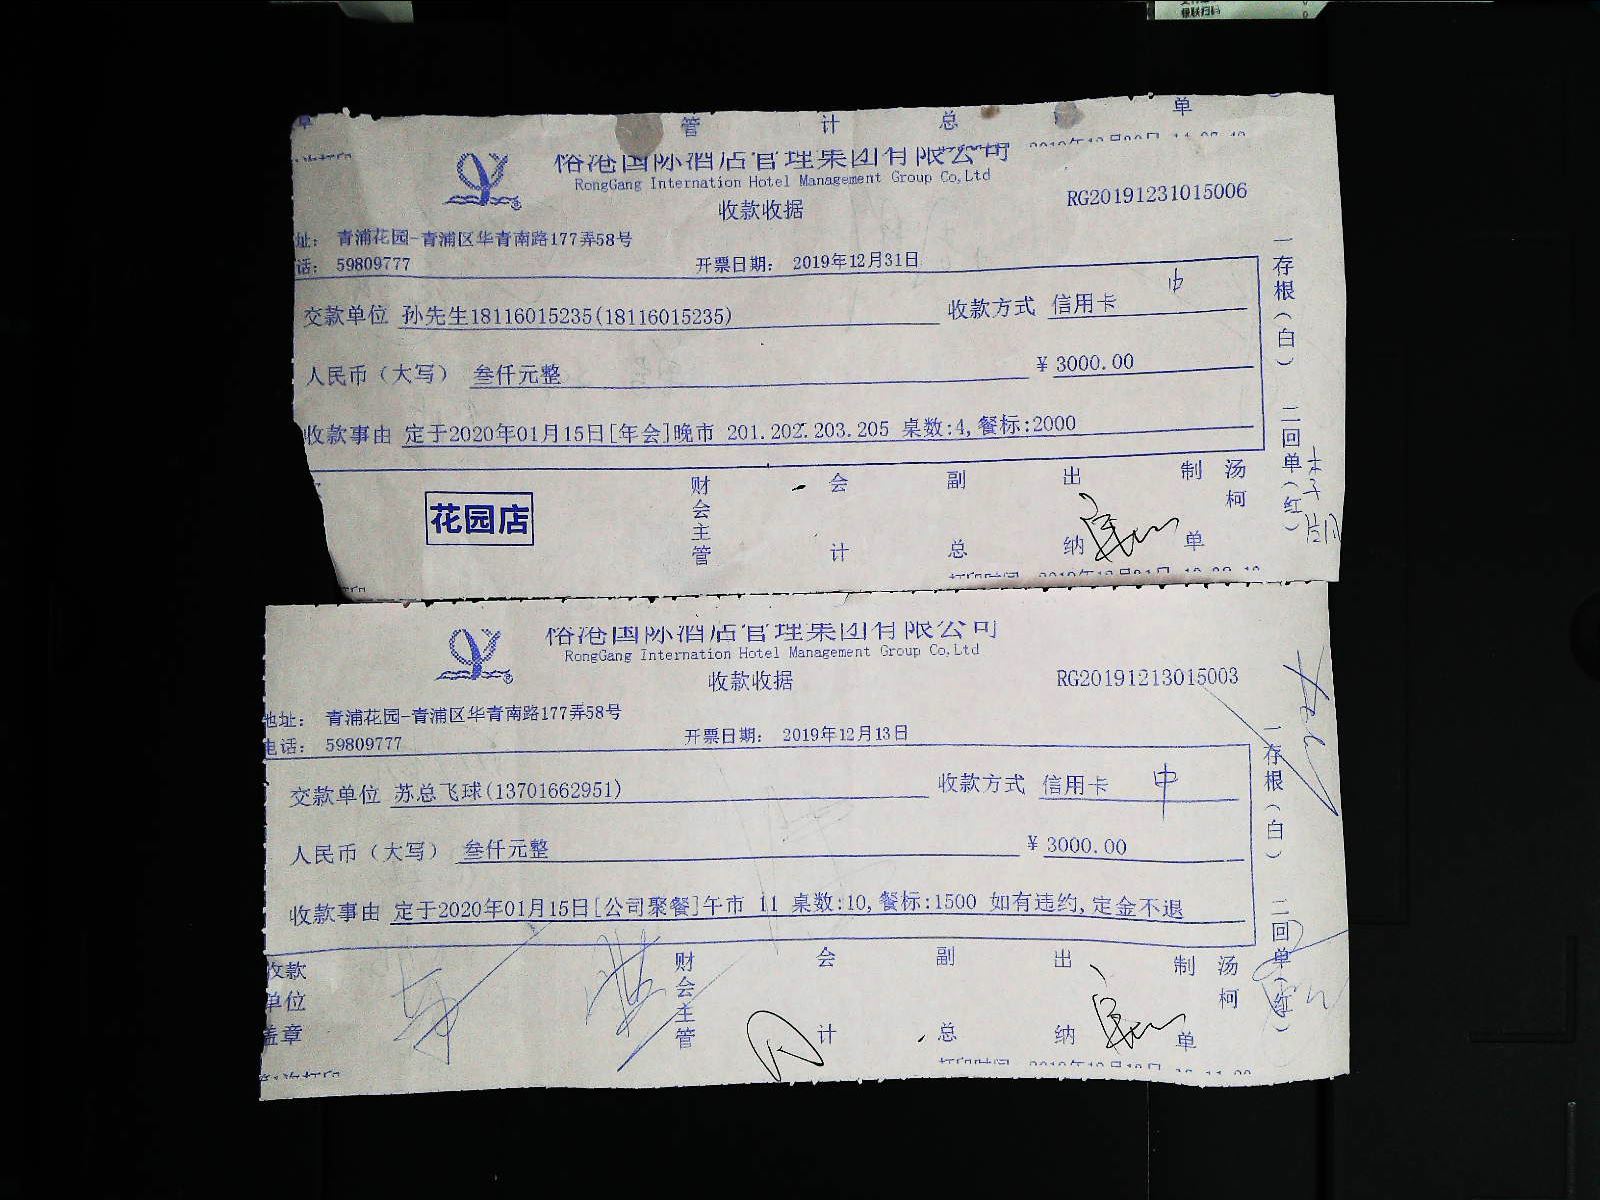 银联扫码
管 计 总 单
俗港国际酒店管理集团有限公司
RongGang Internation Hotel Management Group Co,Ltd
收款收据
RG20191231015006
址: 青浦花园-青浦区华青南路177弄58号
话: 59809777 开票日期: 2019年12月31日
交款单位 孙先生18116015235(18116015235) 收款方式 信用卡 中
人民币(大写) 叁仟元整 ¥ 3000.00
收款事由 定于2020年01月15日[年会]晚市 201.202.203.205 桌数:4,餐标:2000
一存根(白) 二回单(红)
花园店
财会主管 会计 副总 出纳 制单 汤柯
俗港国际酒店管理集团有限公司
RongGang Internation Hotel Management Group Co,Ltd
收款收据
RG20191213015003
地址: 青浦花园-青浦区华青南路177弄58号
电话: 59809777 开票日期: 2019年12月13日
交款单位 苏总飞球(13701662951) 收款方式 信用卡 中
人民币(大写) 叁仟元整 ¥ 3000.00
收款事由 定于2020年01月15日[公司聚餐]午市 11 桌数:10,餐标:1500 如有违约,定金不退
一存根(白) 二回单(红)
收款单位盖章 财会主管 会计 副总 出纳 制单 汤柯